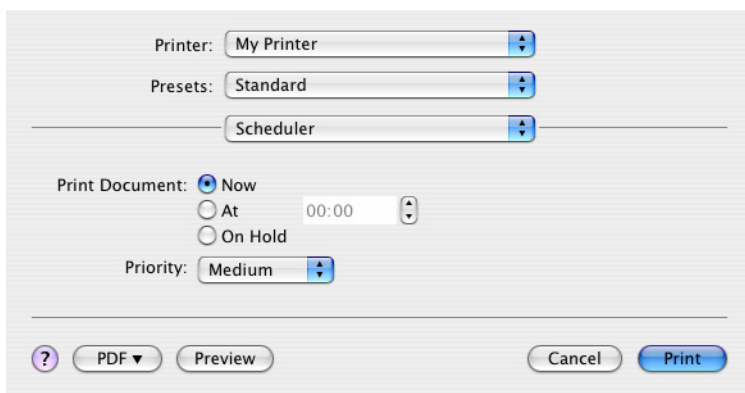 Printer: My Printer
Presets: Standard
Scheduler
Print Document: Now
At 00:00
On Hold
Priority: Medium
? PDF ▼ Preview Cancel Print